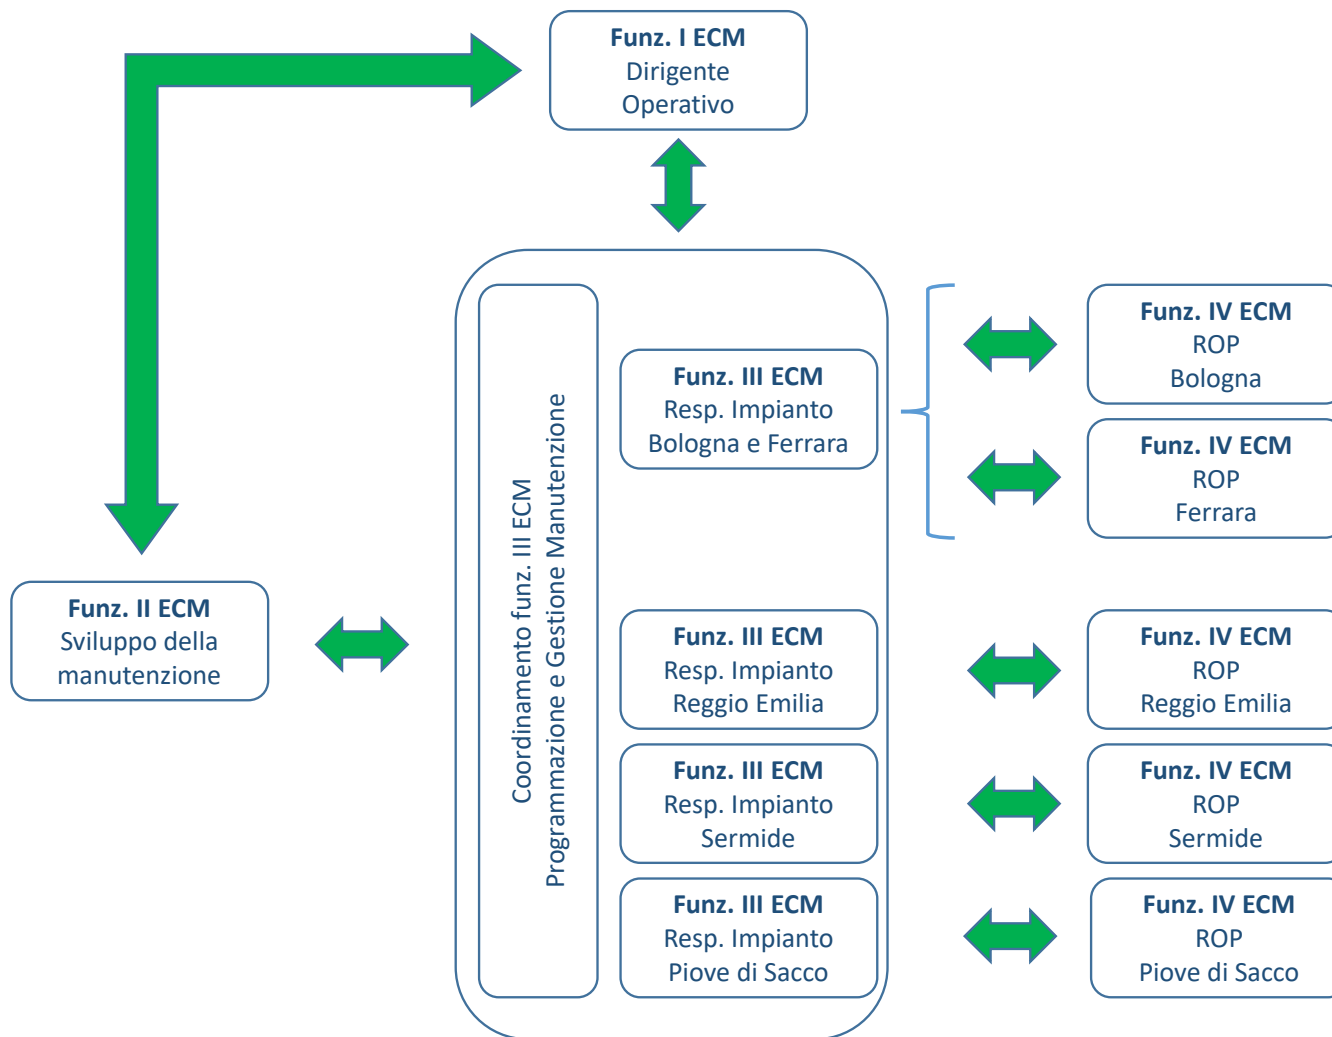 Funz. I ECM
Dirigente
Operativo
Funz. II ECM
Sviluppo della
manutenzione
Coordinamento funz. III ECM
Programmazione e Gestione Manutenzione
Funz. III ECM
Resp. Impianto
Bologna e Ferrara
Funz. IV ECM
ROP
Bologna
Funz. IV ECM
ROP
Ferrara
Funz. III ECM
Resp. Impianto
Reggio Emilia
Funz. IV ECM
ROP
Reggio Emilia
Funz. III ECM
Resp. Impianto
Sermide
Funz. IV ECM
ROP
Sermide
Funz. III ECM
Resp. Impianto
Piove di Sacco
Funz. IV ECM
ROP
Piove di Sacco